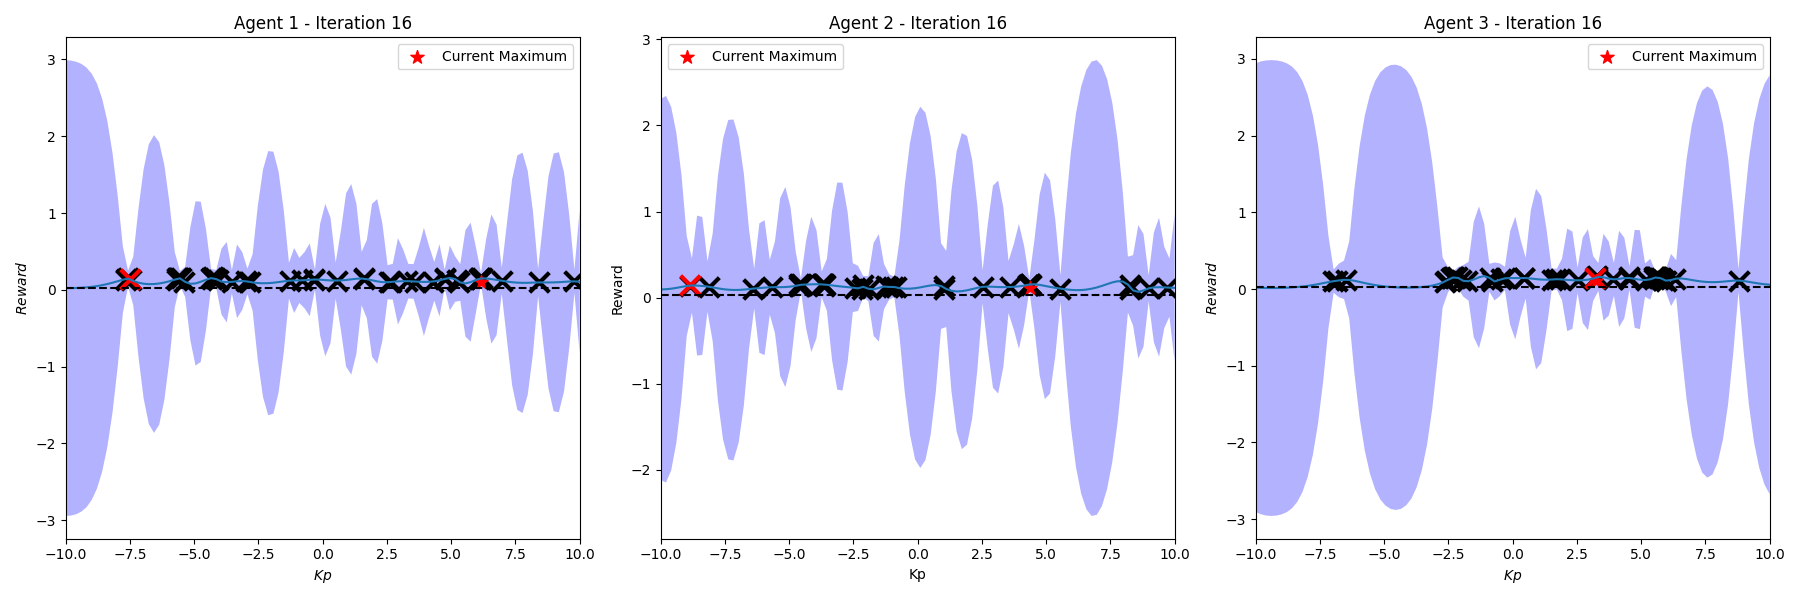 Agent 1 - Iteration 16
Current Maximum
3
2
1
0
−1
−2
−3
Reward
−10.0 −7.5 −5.0 −2.5 0.0 2.5 5.0 7.5 10.0
Kp
Agent 2 - Iteration 16
Current Maximum
3
2
1
0
−1
−2
Reward
−10.0 −7.5 −5.0 −2.5 0.0 2.5 5.0 7.5 10.0
Kp
Agent 3 - Iteration 16
Current Maximum
3
2
1
0
−1
−2
−3
Reward
−10.0 −7.5 −5.0 −2.5 0.0 2.5 5.0 7.5 10.0
Kp